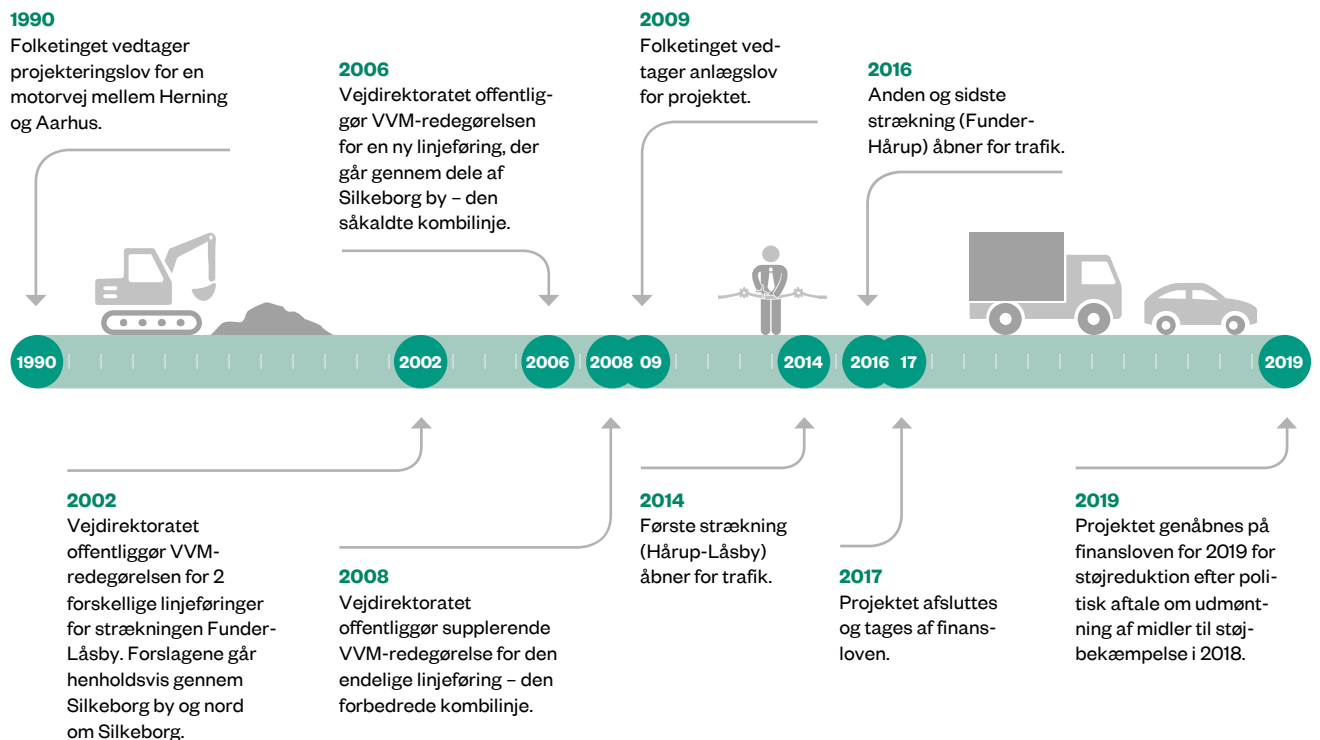 1990
Folketinget vedtager
projekteringslov for en
motorvej mellem Herning
og Aarhus.
2006
Vejdirektoratet offentlig-
gør VVM-redegørelsen
for en ny linjeføring, der
går gennem dele af
Silkeborg by – den
såkaldte kombilinje.
2009
Folketinget ved-
tager anlægslov
for projektet.
2016
Anden og sidste
strækning (Funder-
Hårup) åbner for trafik.
1990 2002 2006 2008 09 2014 2016 17 2019
2002
Vejdirektoratet
offentliggør VVM-
redegørelsen for 2
forskellige linjeføringer
for strækningen Funder-
Låsby. Forslagene går
henholdsvis gennem
Silkeborg by og nord
om Silkeborg.
2008
Vejdirektoratet
offentliggør supplerende
VVM-redegørelse for den
endelige linjeføring – den
forbedrede kombilinje.
2014
Første strækning
(Hårup-Låsby)
åbner for trafik.
2017
Projektet afsluttes
og tages af finans-
loven.
2019
Projektet genåbnes på
finansloven for 2019 for
støjreduktion efter poli-
tisk aftale om udmønt-
ning af midler til støj-
bekæmpelse i 2018.